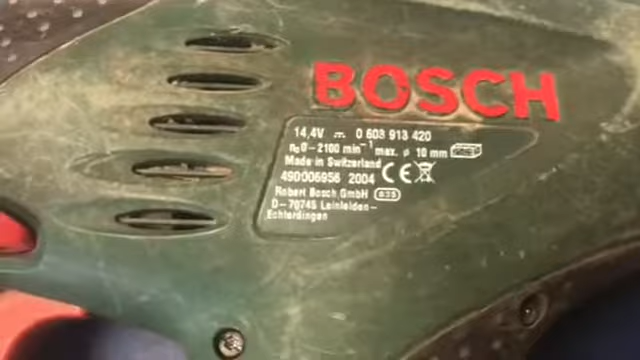 BOSCH
14,4V ⎓ 0 603 913 420
n₀ 0-2100 min⁻¹ max. ø 10 mm
Made in Switzerland
490006956 2004 CE
Robert Bosch GmbH
D-70745 Leinfelden-
Echterdingen